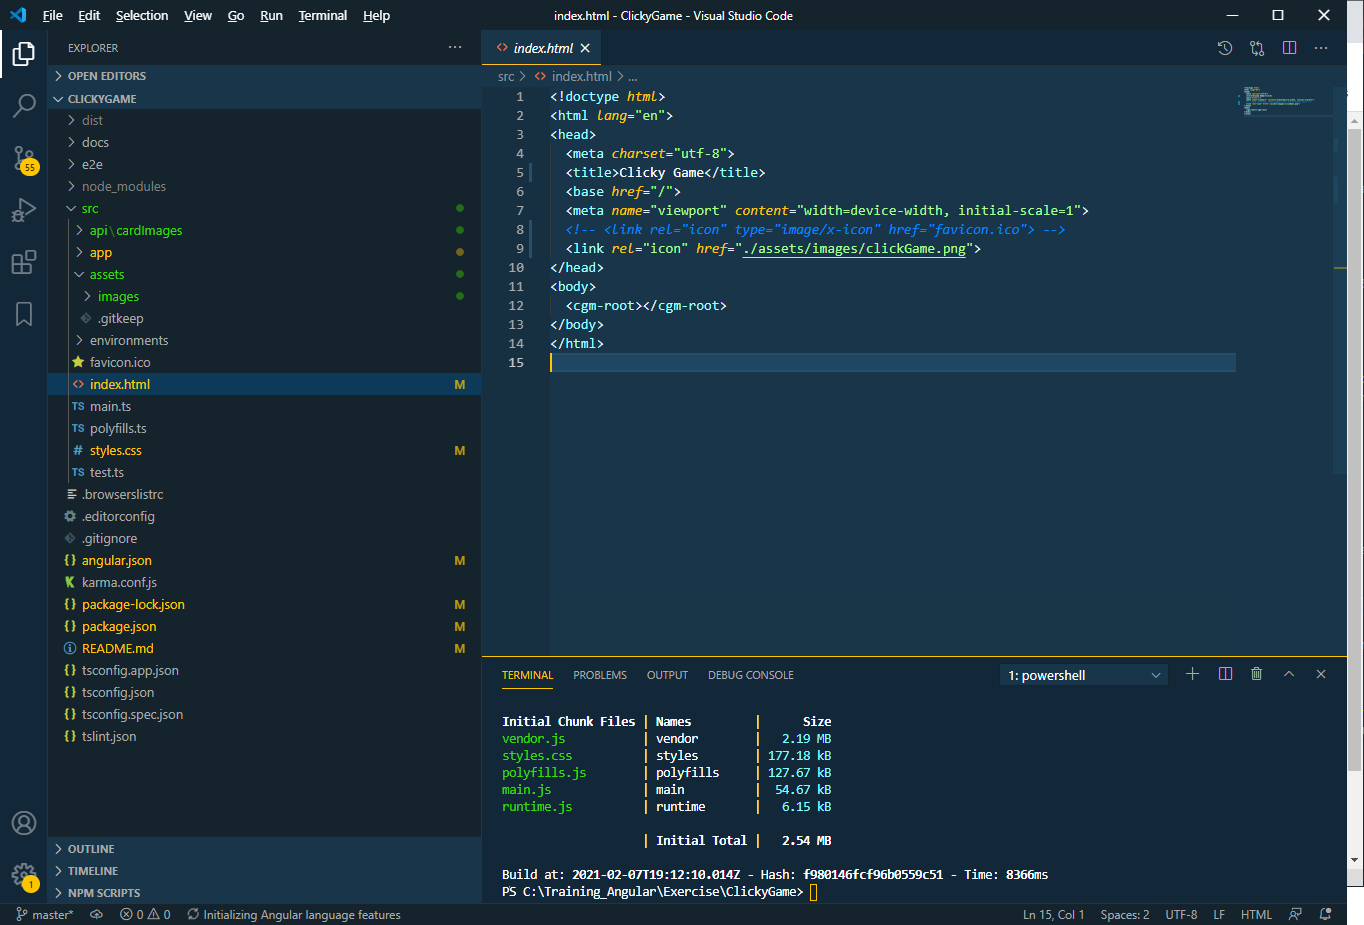 File Edit Selection View Go Run Terminal Help
index.html - ClickyGame - Visual Studio Code
EXPLORER
OPEN EDITORS
CLICKYGAME
dist
docs
e2e
node_modules
src
api\cardImages
app
assets
images
.gitkeep
environments
favicon.ico
index.html M
main.ts
polyfills.ts
styles.css M
test.ts
.browserslistrc
.editorconfig
.gitignore
angular.json M
karma.conf.js
package-lock.json M
package.json M
README.md M
tsconfig.app.json
tsconfig.json
tsconfig.spec.json
tslint.json
OUTLINE
TIMELINE
NPM SCRIPTS
55
1
index.html
src > index.html > ...
1 <!doctype html>
2 <html lang="en">
3 <head>
4 <meta charset="utf-8">
5 <title>Clicky Game</title>
6 <base href="/">
7 <meta name="viewport" content="width=device-width, initial-scale=1">
8 <!-- <link rel="icon" type="image/x-icon" href="favicon.ico"> -->
9 <link rel="icon" href="./assets/images/clickGame.png">
10 </head>
11 <body>
12 <cgm-root></cgm-root>
13 </body>
14 </html>
15
TERMINAL PROBLEMS OUTPUT DEBUG CONSOLE
1: powershell
Initial Chunk Files | Names | Size
vendor.js | vendor | 2.19 MB
styles.css | styles | 177.18 kB
polyfills.js | polyfills | 127.67 kB
main.js | main | 54.67 kB
runtime.js | runtime | 6.15 kB
| Initial Total | 2.54 MB
Build at: 2021-02-07T19:12:10.014Z - Hash: f980146fcf96b0559c51 - Time: 8366ms
PS C:\Training_Angular\Exercise\ClickyGame>
master* 0 0 Initializing Angular language features
Ln 15, Col 1 Spaces: 2 UTF-8 LF HTML